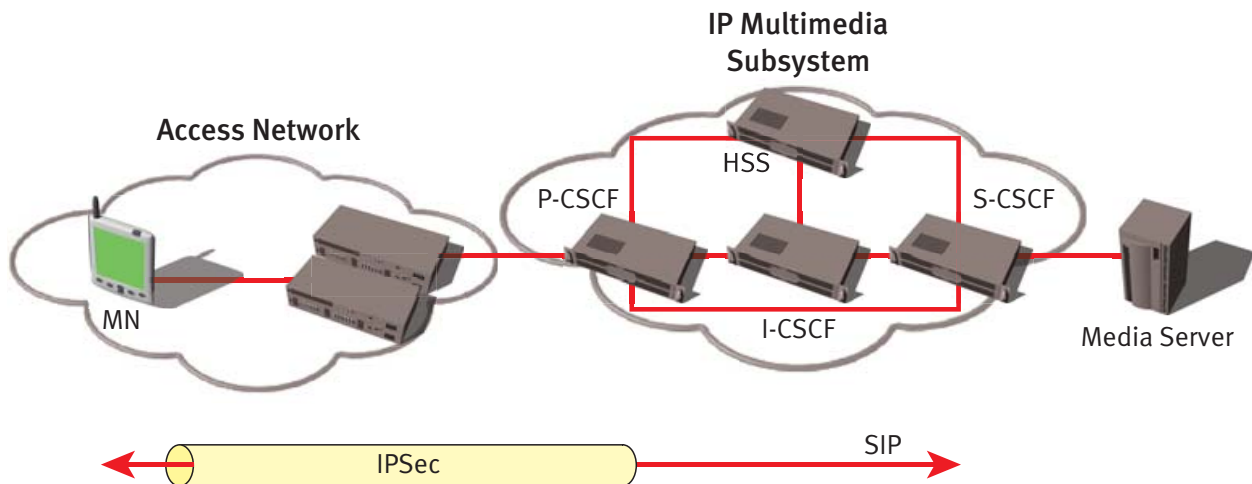 IP Multimedia
Subsystem
Access Network
HSS
P-CSCF
S-CSCF
MN
I-CSCF
Media Server
SIP
IPSec